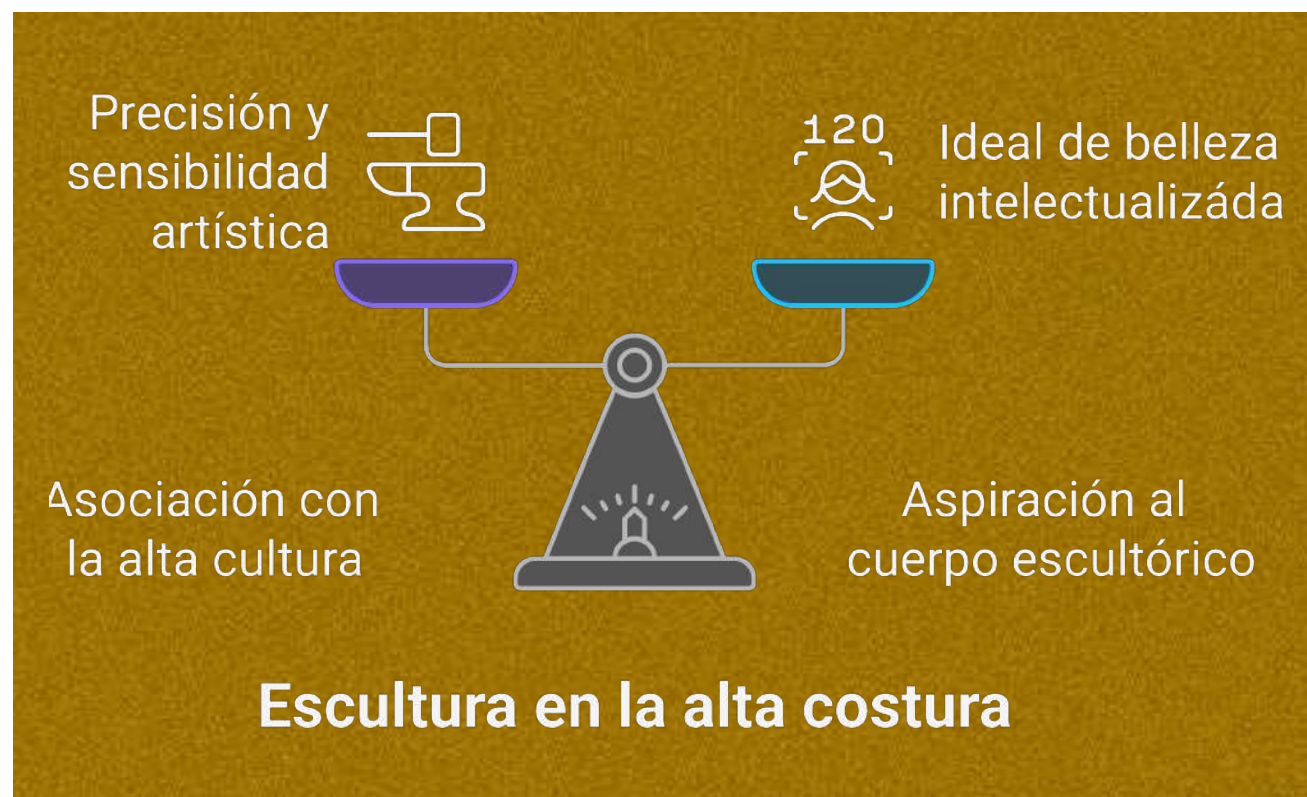 Precisión y
sensibilidad
artística
120
Ideal de belleza
intelectualizáda
Asociación con
la alta cultura
Aspiración al
cuerpo escultórico
Escultura en la alta costura